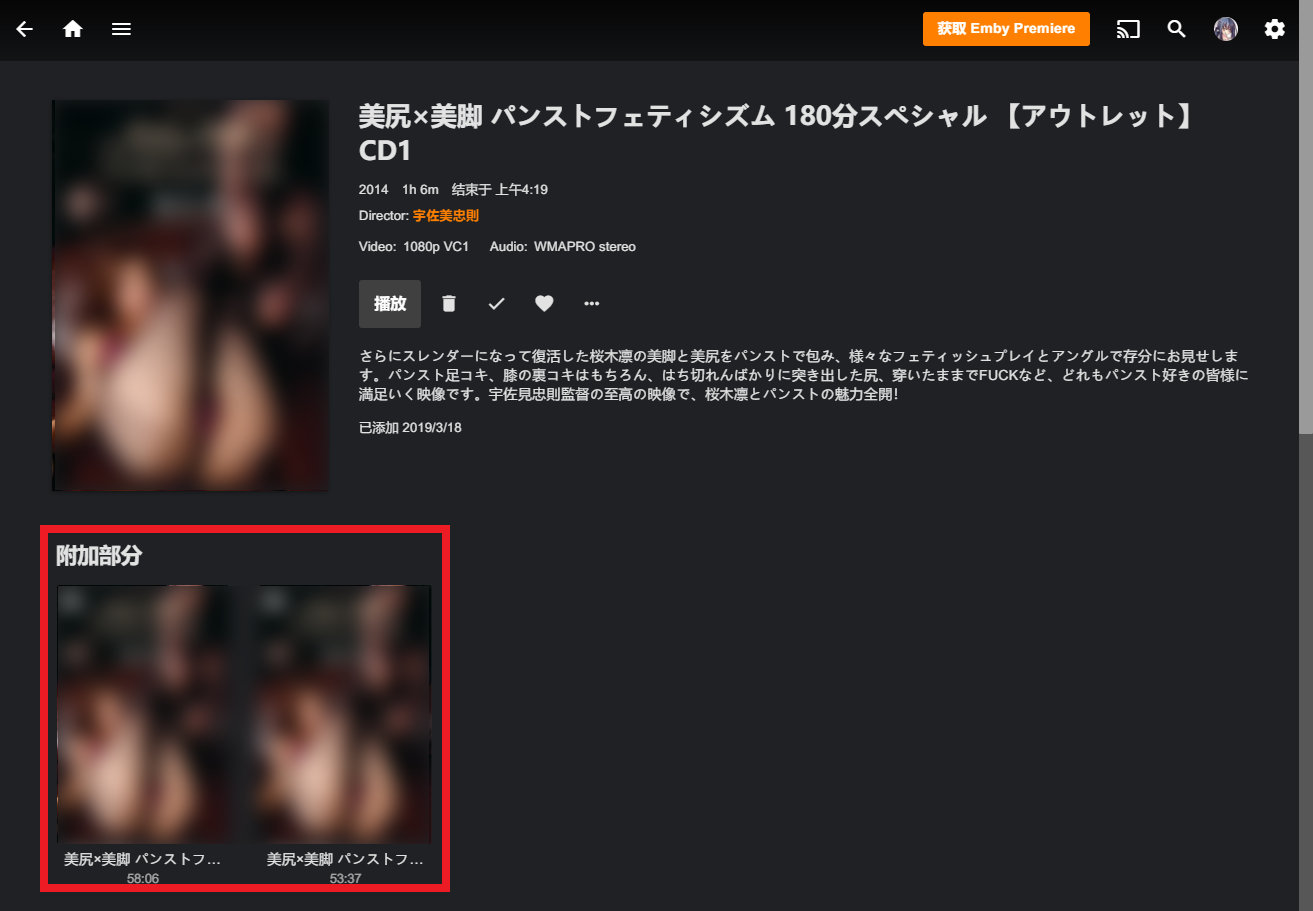 获取 Emby Premiere
美尻×美脚 パンストフェティシズム 180分スペシャル 【アウトレット】
CD1
2014 1h 6m 结束于 上午4:19
Director: 宇佐美忠則
Video: 1080p VC1 Audio: WMAPRO stereo
播放
さらにスレンダーになって復活した桜木凛の美脚と美尻をパンストで包み、様々なフェティッシュプレイとアングルで存分にお見せしま
す。パンスト足コキ、膝の裏コキはもちろん、はち切れんばかりに突き出した尻、穿いたままでFUCKなど、どれもパンスト好きの皆様に
満足いく映像です。宇佐見忠則監督の至高の映像で、桜木凛とパンストの魅力全開！
已添加 2019/3/18
附加部分
美尻×美脚 パンストフ...
58:06
美尻×美脚 パンストフ...
53:37